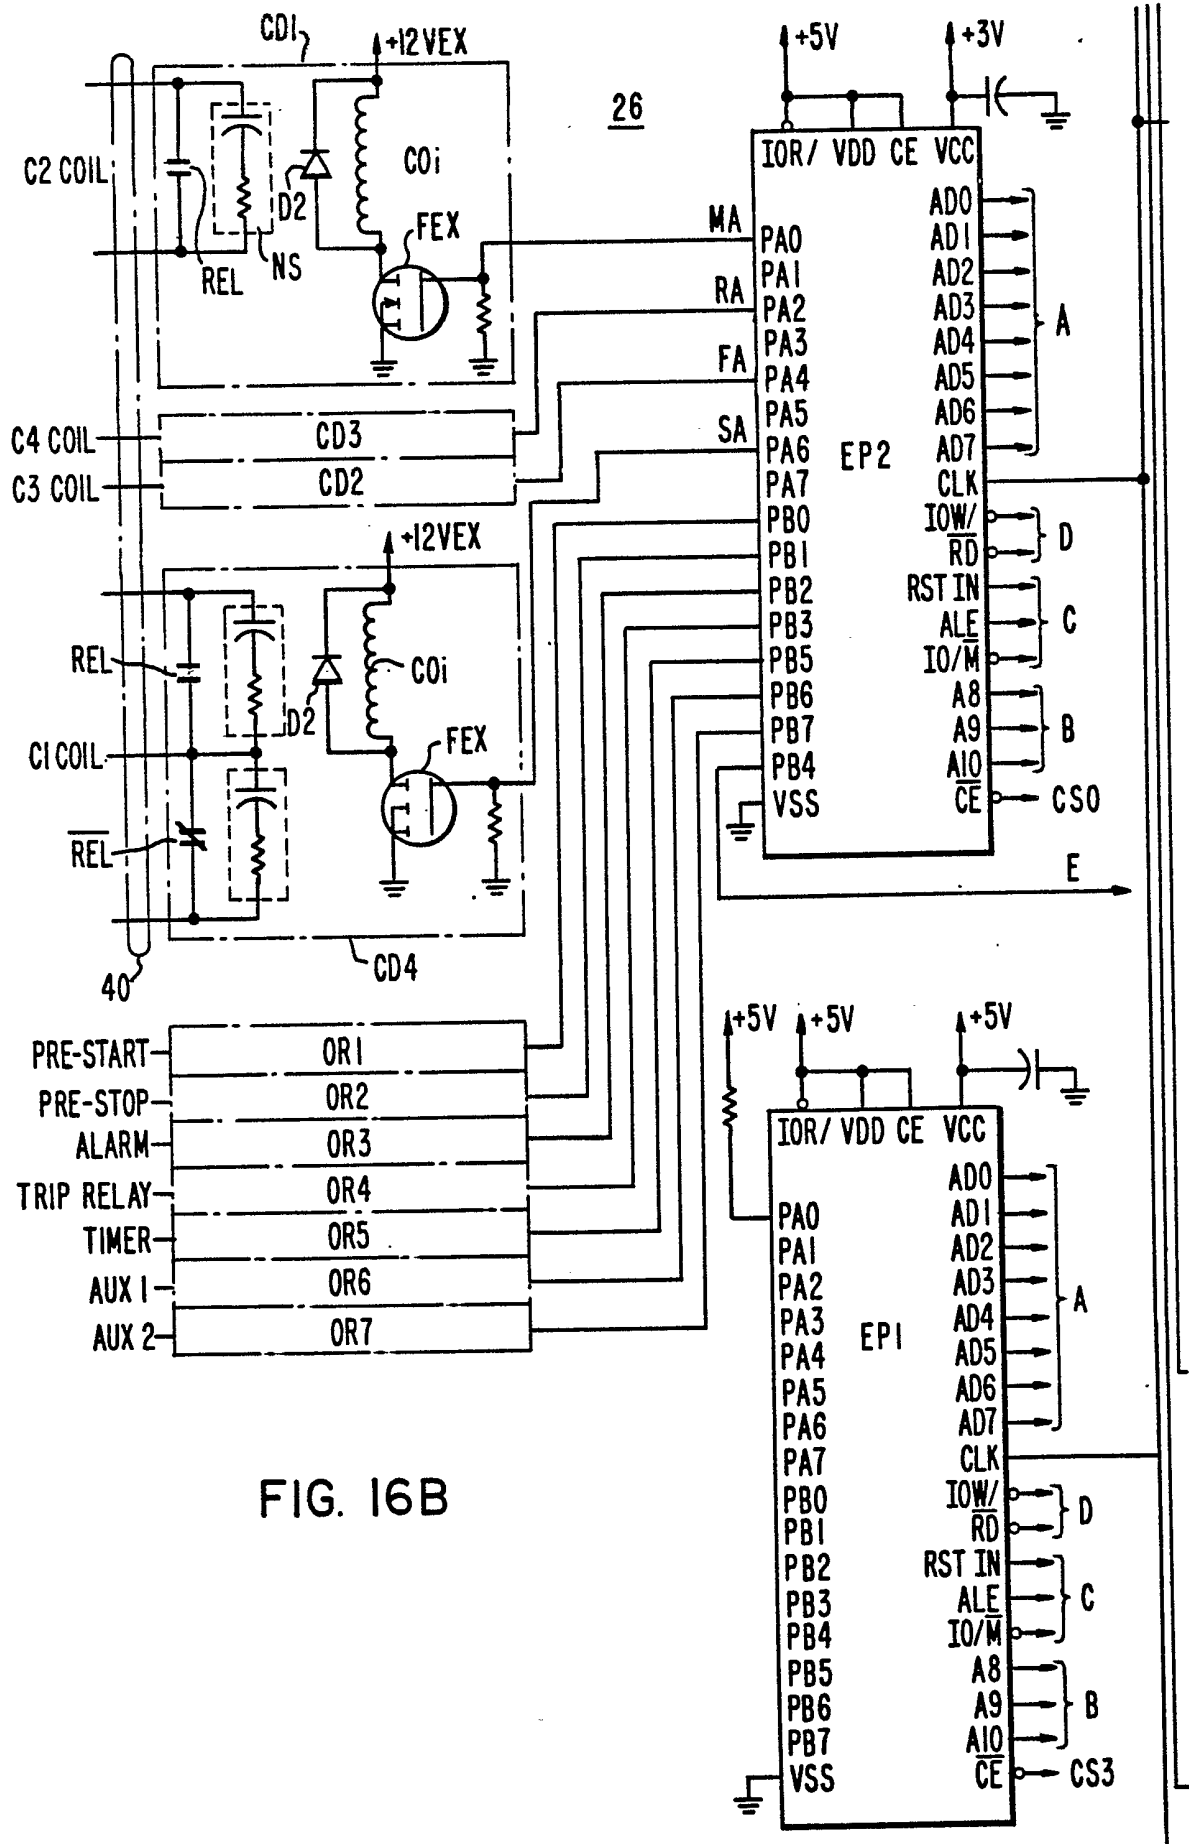 CD1
+12VEX
C2 COIL
REL
NS
D2
COi
FEX
26
+5V
+3V
IOR/ VDD CE VCC
MA
RA
FA
SA
PA0
PA1
PA2
PA3
PA4
PA5
PA6
PA7
PB0
PB1
PB2
PB3
PB5
PB6
PB7
PB4
VSS
EP2
AD0
AD1
AD2
AD3
AD4
AD5
AD6
AD7
CLK
IOW/
R̅D̅
RST IN
ALE
IO/M̅
A8
A9
A10
C̅E̅
A
D
C
B
CS0
E
C4 COIL
CD3
C3 COIL
CD2
+12VEX
REL
D2
COi
FEX
C1 COIL
R̅E̅L̅
CD4
40
PRE-START
OR1
PRE-STOP
OR2
ALARM
OR3
TRIP RELAY
OR4
TIMER
OR5
AUX 1
OR6
AUX 2
OR7
+5V
+5V
+5V
IOR/ VDD CE VCC
PA0
PA1
PA2
PA3
PA4
PA5
PA6
PA7
PB0
PB1
PB2
PB3
PB4
PB5
PB6
PB7
VSS
EP1
AD0
AD1
AD2
AD3
AD4
AD5
AD6
AD7
CLK
IOW/
R̅D̅
RST IN
ALE
IO/M̅
A8
A9
A10
C̅E̅
A
D
C
B
CS3
FIG. 16B